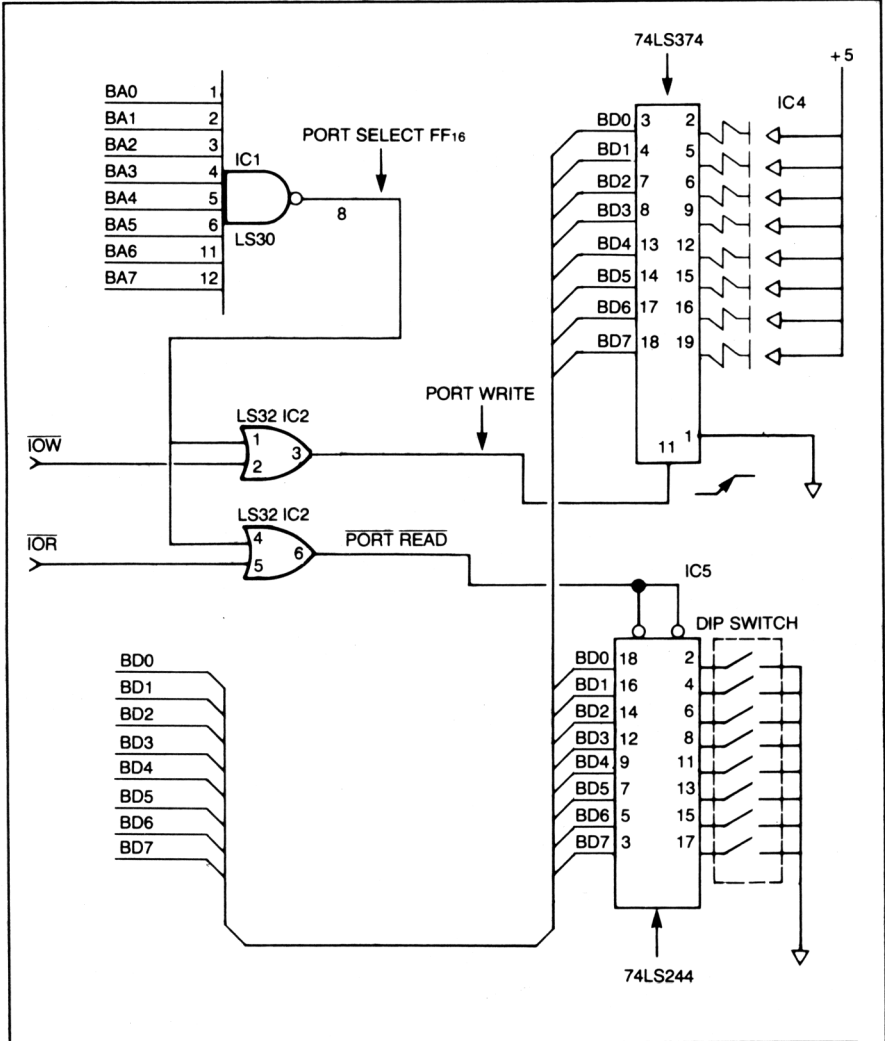 74LS374
+5
IC4
BA0 1
BA1 2
BA2 3
BA3 4
BA4 5
BA5 6
BA6 11
BA7 12
IC1
LS30
8
PORT SELECT FF₁₆
BD0 3 2
BD1 4 5
BD2 7 6
BD3 8 9
BD4 13 12
BD5 14 15
BD6 17 16
BD7 18 19
1
11
PORT WRITE
LS32 IC2
I̅O̅W̅
1
2
3
LS32 IC2
I̅O̅R̅
4
5
6
P̅O̅R̅T̅ R̅E̅A̅D̅
IC5
DIP SWITCH
BD0
BD1
BD2
BD3
BD4
BD5
BD6
BD7
BD0 18 2
BD1 16 4
BD2 14 6
BD3 12 8
BD4 9 11
BD5 7 13
BD6 5 15
BD7 3 17
74LS244